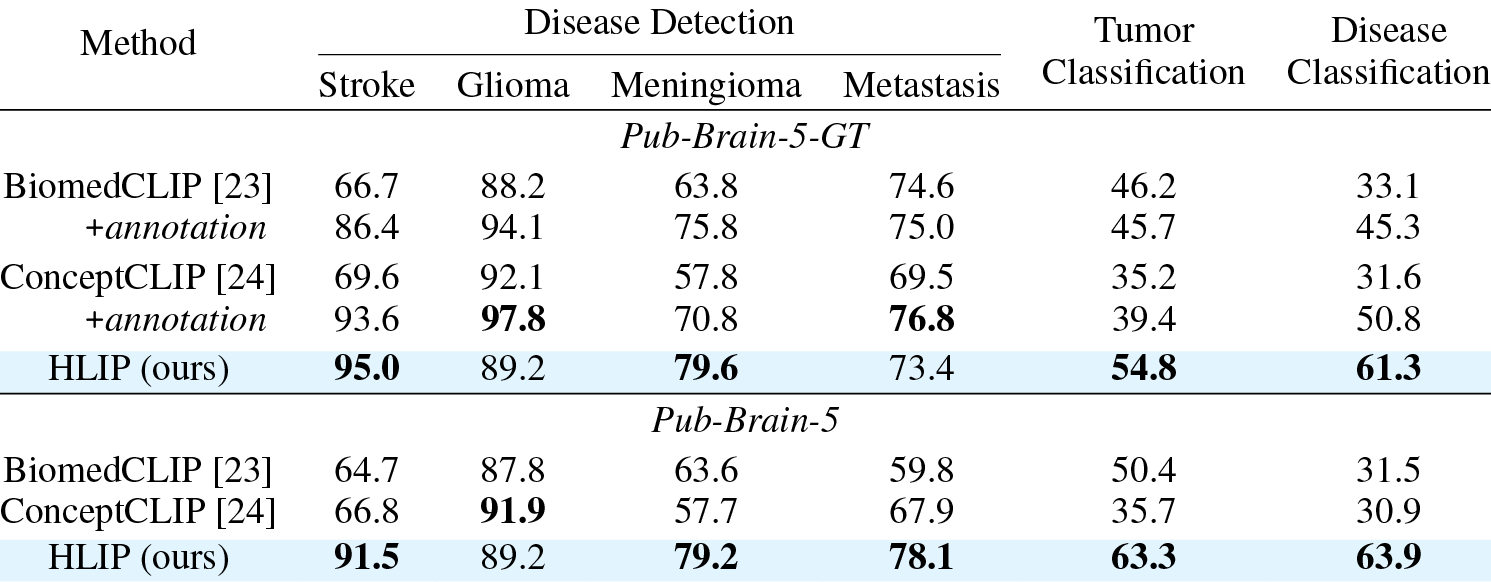 Method Disease Detection Tumor Classification Disease Classification
Stroke Glioma Meningioma Metastasis
Pub-Brain-5-GT
BiomedCLIP [23] 66.7 88.2 63.8 74.6 46.2 33.1
+annotation 86.4 94.1 75.8 75.0 45.7 45.3
ConceptCLIP [24] 69.6 92.1 57.8 69.5 35.2 31.6
+annotation 93.6 97.8 70.8 76.8 39.4 50.8
HLIP (ours) 95.0 89.2 79.6 73.4 54.8 61.3
Pub-Brain-5
BiomedCLIP [23] 64.7 87.8 63.6 59.8 50.4 31.5
ConceptCLIP [24] 66.8 91.9 57.7 67.9 35.7 30.9
HLIP (ours) 91.5 89.2 79.2 78.1 63.3 63.9